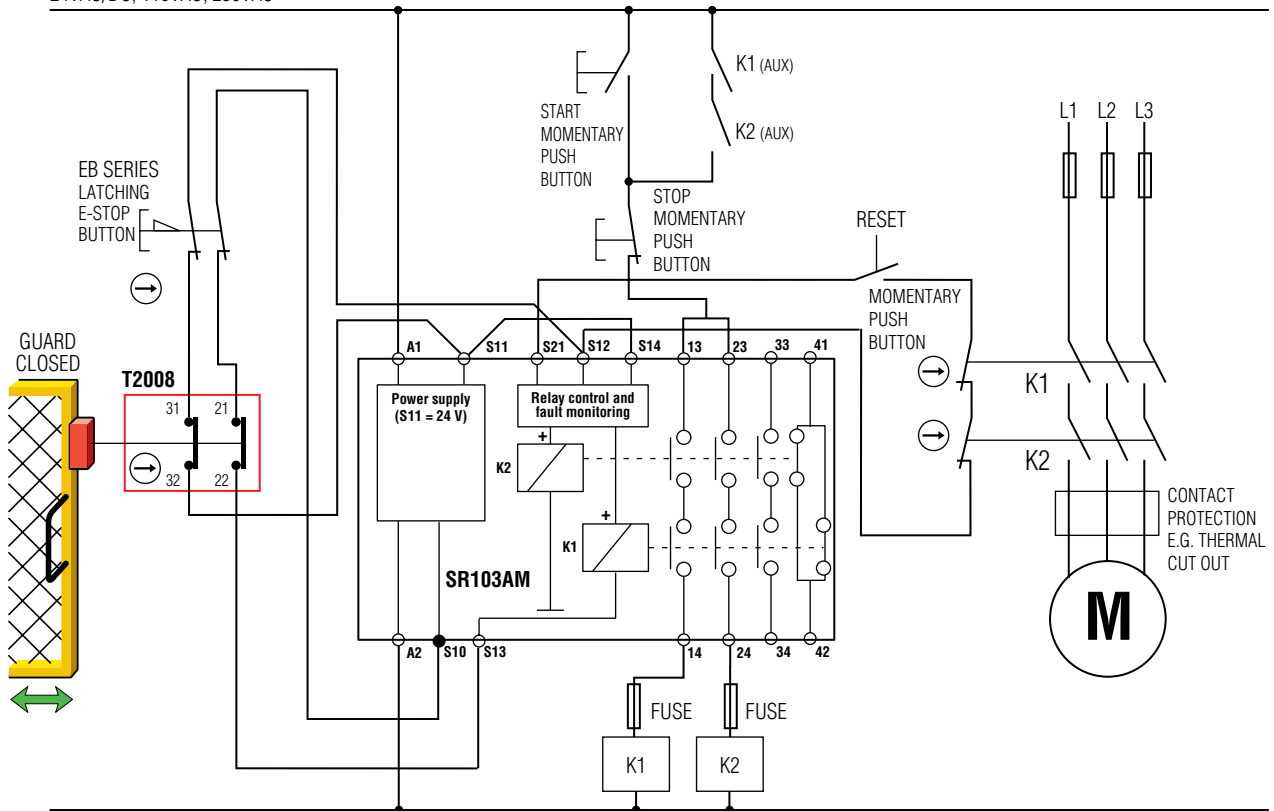 START
MOMENTARY
PUSH
BUTTON
K1 (AUX)
K2 (AUX)
L1 L2 L3
EB SERIES
LATCHING
E-STOP
BUTTON
STOP
MOMENTARY
PUSH
BUTTON
RESET
MOMENTARY
PUSH
BUTTON
GUARD
CLOSED
T2008
31 21
32 22
A1 S11 S21 S12 S14 13 23 33 41
Power supply
(S11 = 24 V)
Relay control and
fault monitoring
+
K2
+
K1
SR103AM
K1
K2
CONTACT
PROTECTION
E.G. THERMAL
CUT OUT
M
A2 S10 S13 14 24 34 42
FUSE FUSE
K1 K2